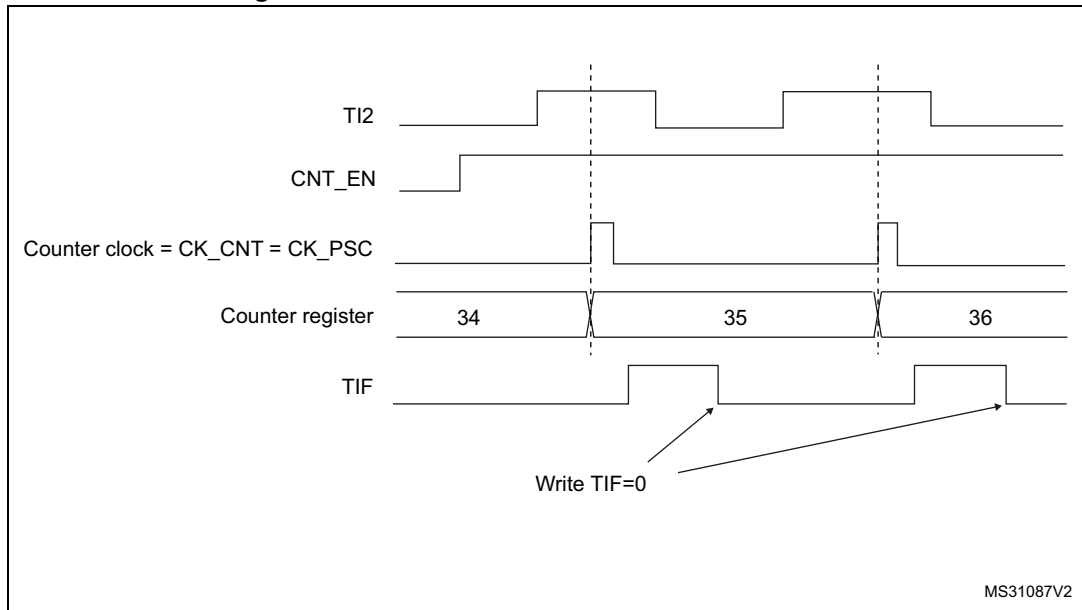 TI2
CNT_EN
Counter clock = CK_CNT = CK_PSC
Counter register 34 35 36
TIF
Write TIF=0
MS31087V2